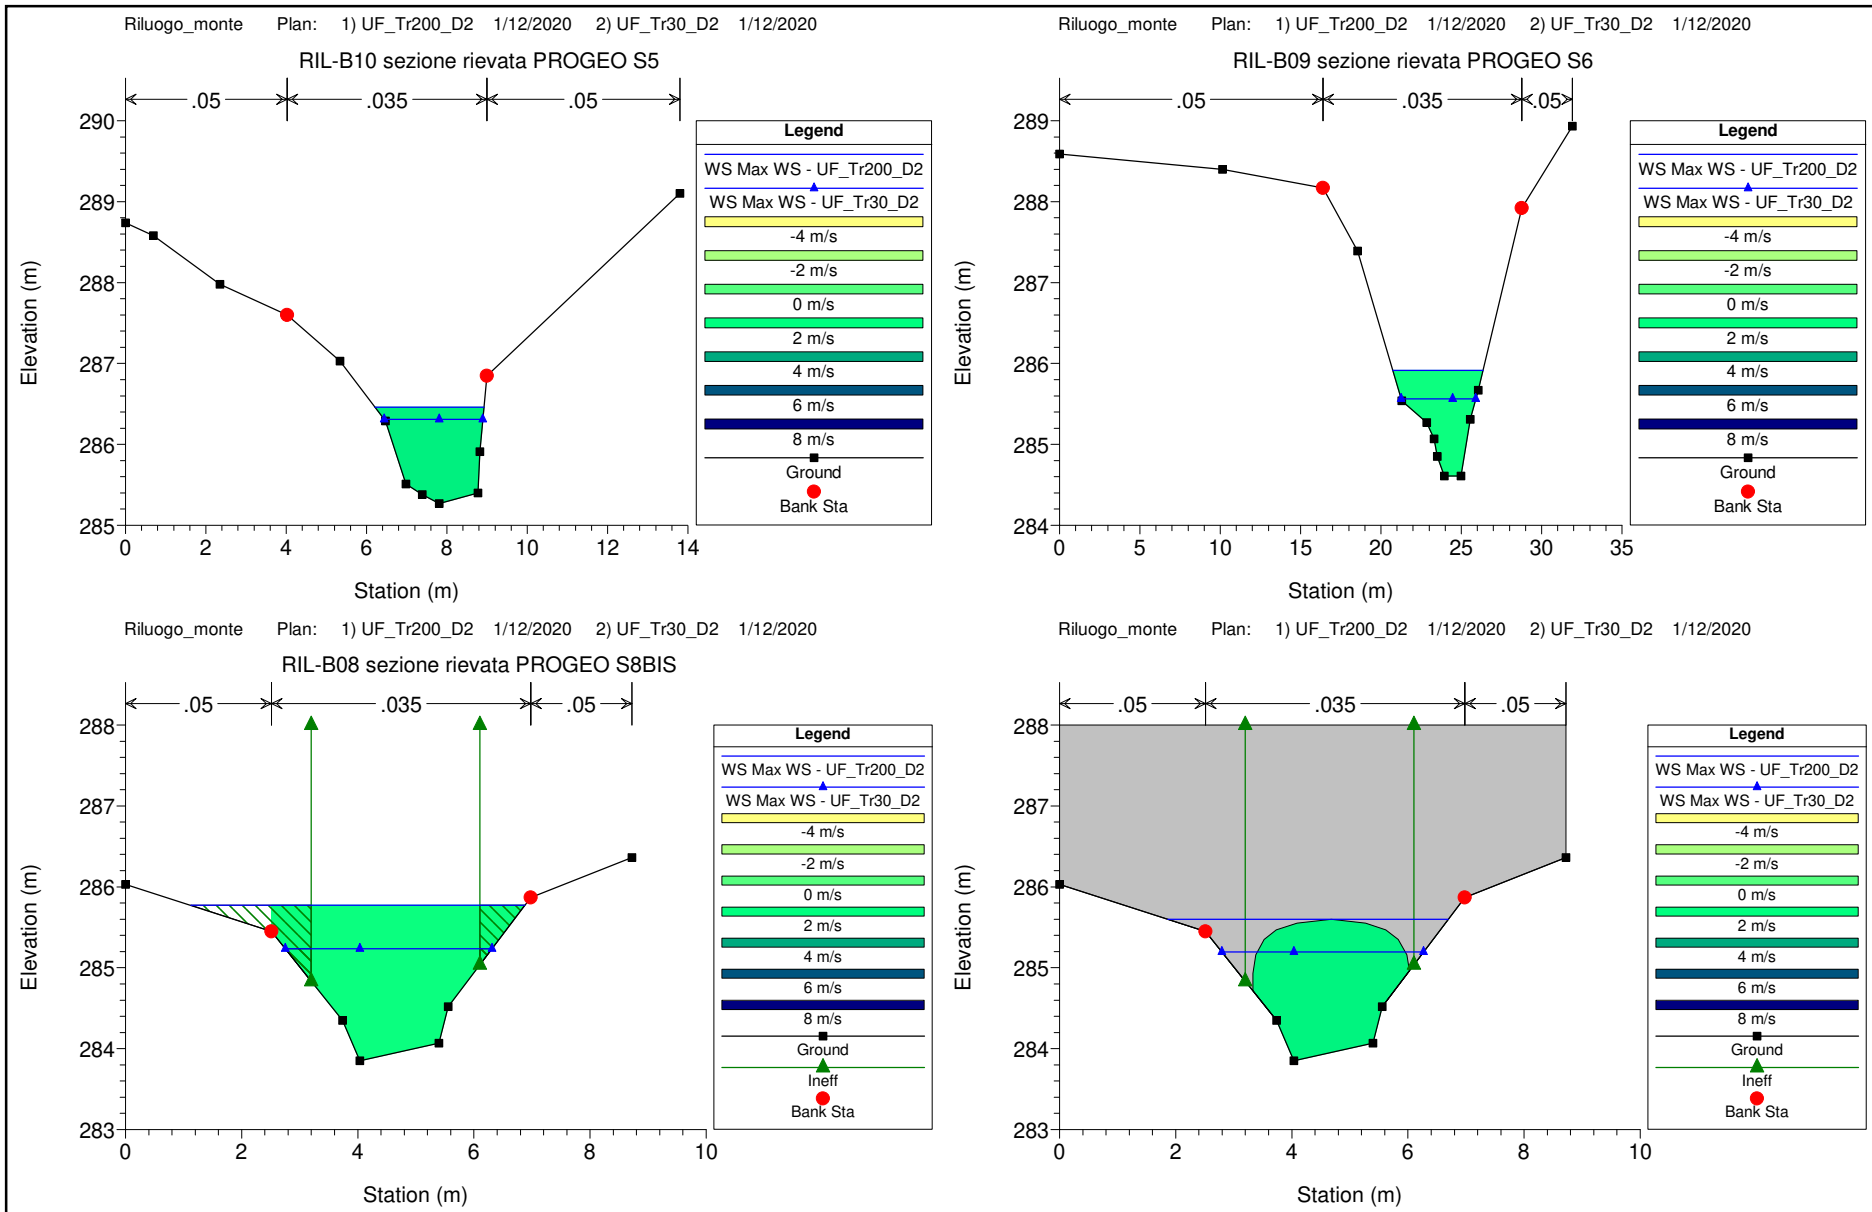 Riluogo_monte Plan: 1) UF_Tr200_D2 1/12/2020 2) UF_Tr30_D2 1/12/2020
RIL-B10 sezione rievata PROGEO S5
.05 .035 .05
290
289
288
287
286
285
0 2 4 6 8 10 12 14
Elevation (m)
Station (m)
Legend
WS Max WS - UF_Tr200_D2
WS Max WS - UF_Tr30_D2
-4 m/s
-2 m/s
0 m/s
2 m/s
4 m/s
6 m/s
8 m/s
Ground
Bank Sta
Riluogo_monte Plan: 1) UF_Tr200_D2 1/12/2020 2) UF_Tr30_D2 1/12/2020
RIL-B09 sezione rievata PROGEO S6
.05 .035 .05
289
288
287
286
285
284
0 5 10 15 20 25 30 35
Elevation (m)
Station (m)
Legend
WS Max WS - UF_Tr200_D2
WS Max WS - UF_Tr30_D2
-4 m/s
-2 m/s
0 m/s
2 m/s
4 m/s
6 m/s
8 m/s
Ground
Bank Sta
Riluogo_monte Plan: 1) UF_Tr200_D2 1/12/2020 2) UF_Tr30_D2 1/12/2020
RIL-B08 sezione rievata PROGEO S8BIS
.05 .035 .05
288
287
286
285
284
283
0 2 4 6 8 10
Elevation (m)
Station (m)
Legend
WS Max WS - UF_Tr200_D2
WS Max WS - UF_Tr30_D2
-4 m/s
-2 m/s
0 m/s
2 m/s
4 m/s
6 m/s
8 m/s
Ground
Ineff
Bank Sta
Riluogo_monte Plan: 1) UF_Tr200_D2 1/12/2020 2) UF_Tr30_D2 1/12/2020
.05 .035 .05
288
287
286
285
284
283
0 2 4 6 8 10
Elevation (m)
Station (m)
Legend
WS Max WS - UF_Tr200_D2
WS Max WS - UF_Tr30_D2
-4 m/s
-2 m/s
0 m/s
2 m/s
4 m/s
6 m/s
8 m/s
Ground
Ineff
Bank Sta